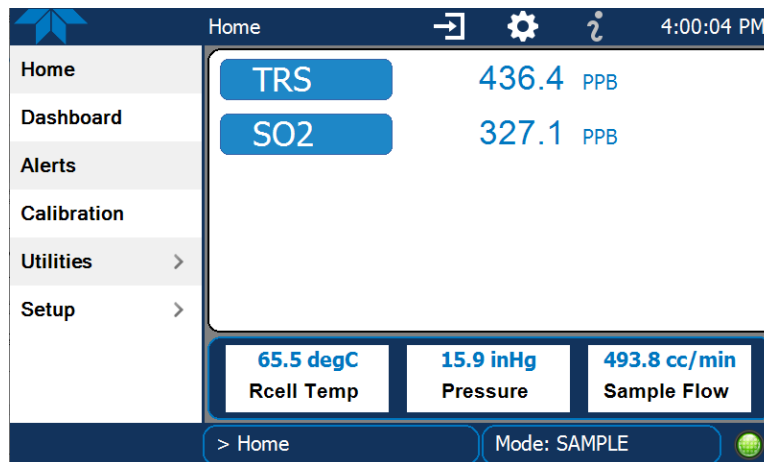 Home 4:00:04 PM
Home
Dashboard
Alerts
Calibration
Utilities >
Setup >
TRS 436.4 PPB
SO2 327.1 PPB
65.5 degC 15.9 inHg 493.8 cc/min
Rcell Temp Pressure Sample Flow
> Home Mode: SAMPLE